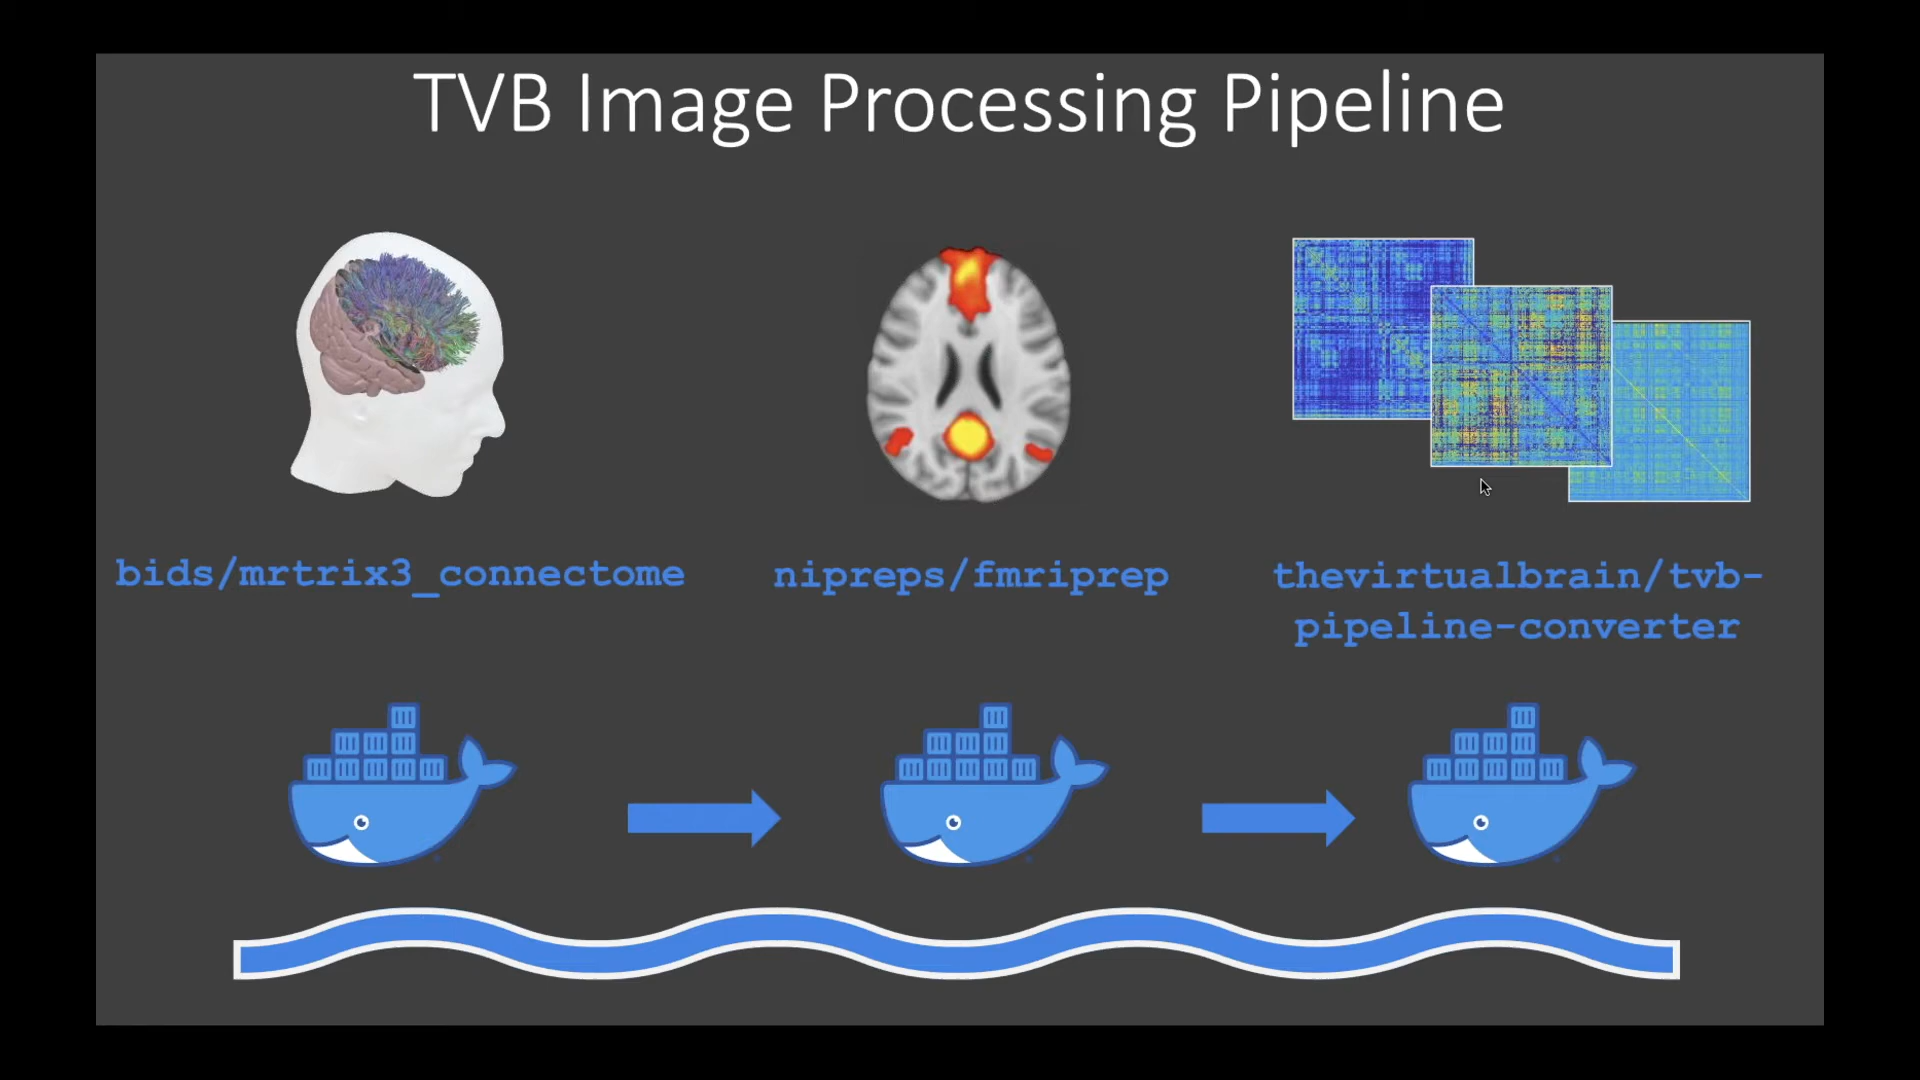 TVB Image Processing Pipeline
bids/mrtrix3_connectome
nipreps/fmriprep
thevirtualbrain/tvb-
pipeline-converter